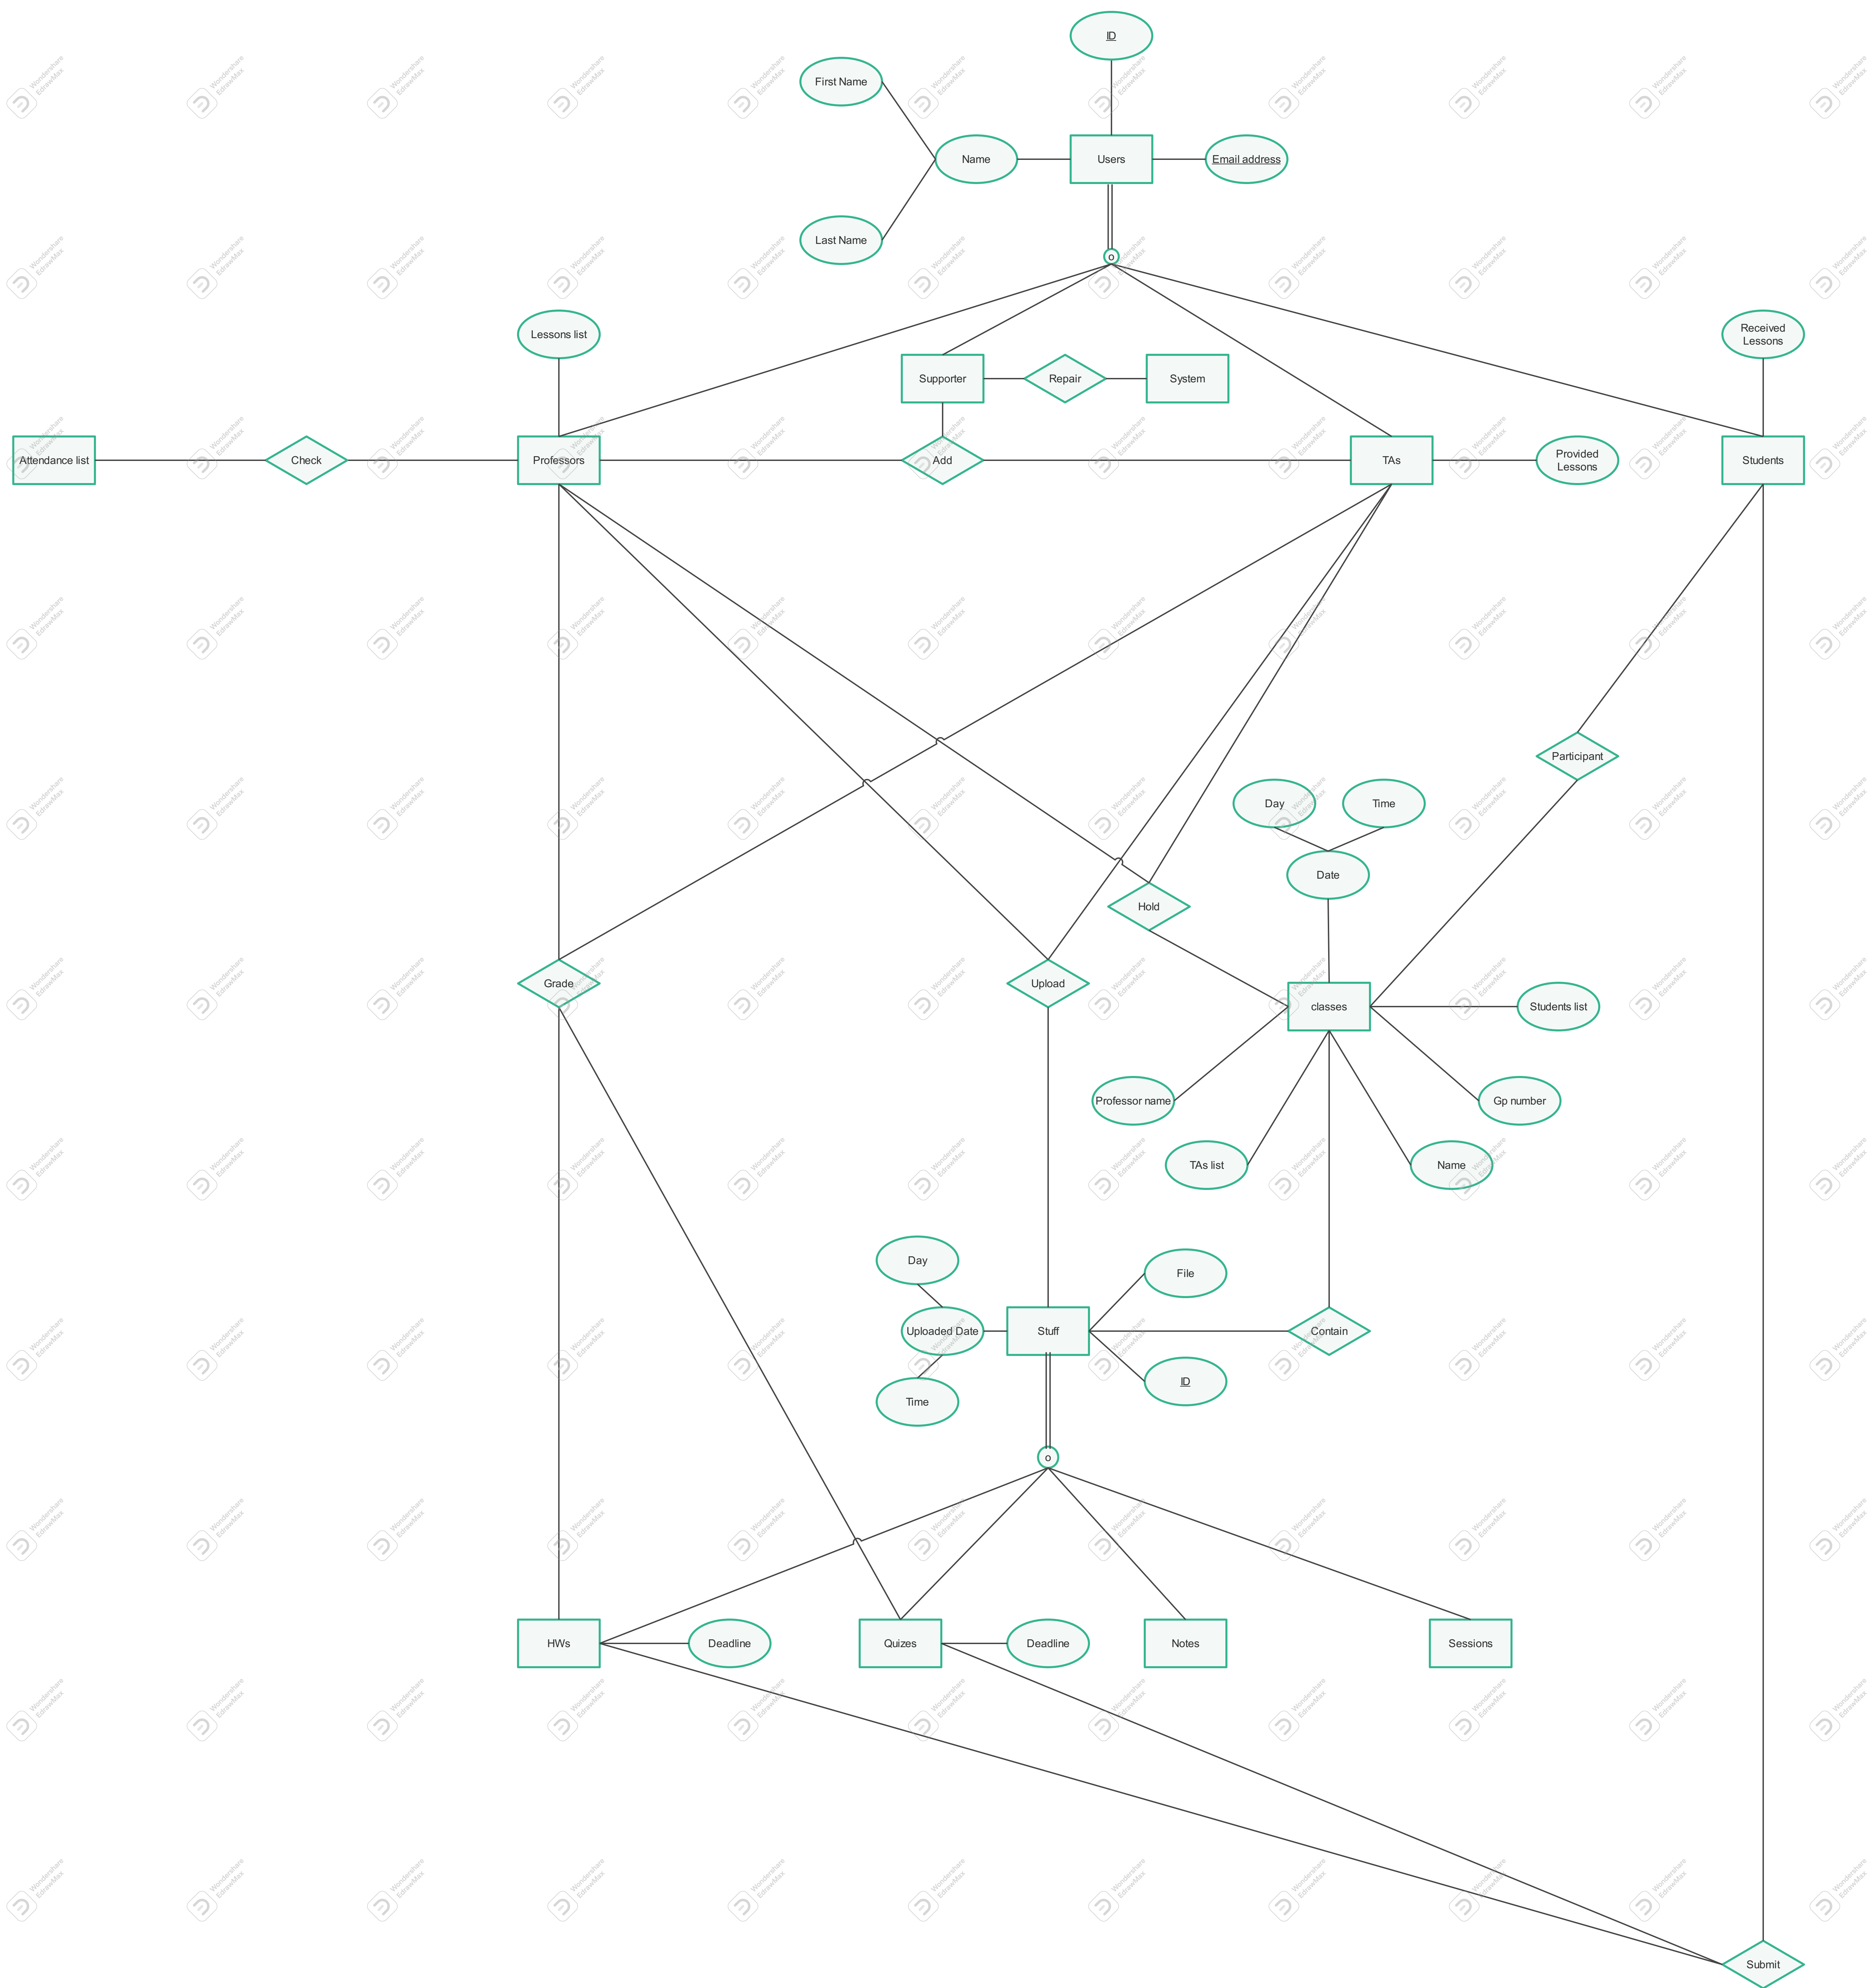 ID
First Name
Name
Users
Email address
Last Name
o
Lessons list
Received
Lessons
Supporter
Repair
System
Attendance list
Check
Professors
Add
TAs
Provided
Lessons
Students
Participant
Day
Time
Date
Hold
Grade
Upload
classes
Students list
Professor name
Gp number
TAs list
Name
Day
File
Uploaded Date
Stuff
Contain
ID
Time
o
HWs
Deadline
Quizes
Deadline
Notes
Sessions
Submit
Wondershare
EdrawMax